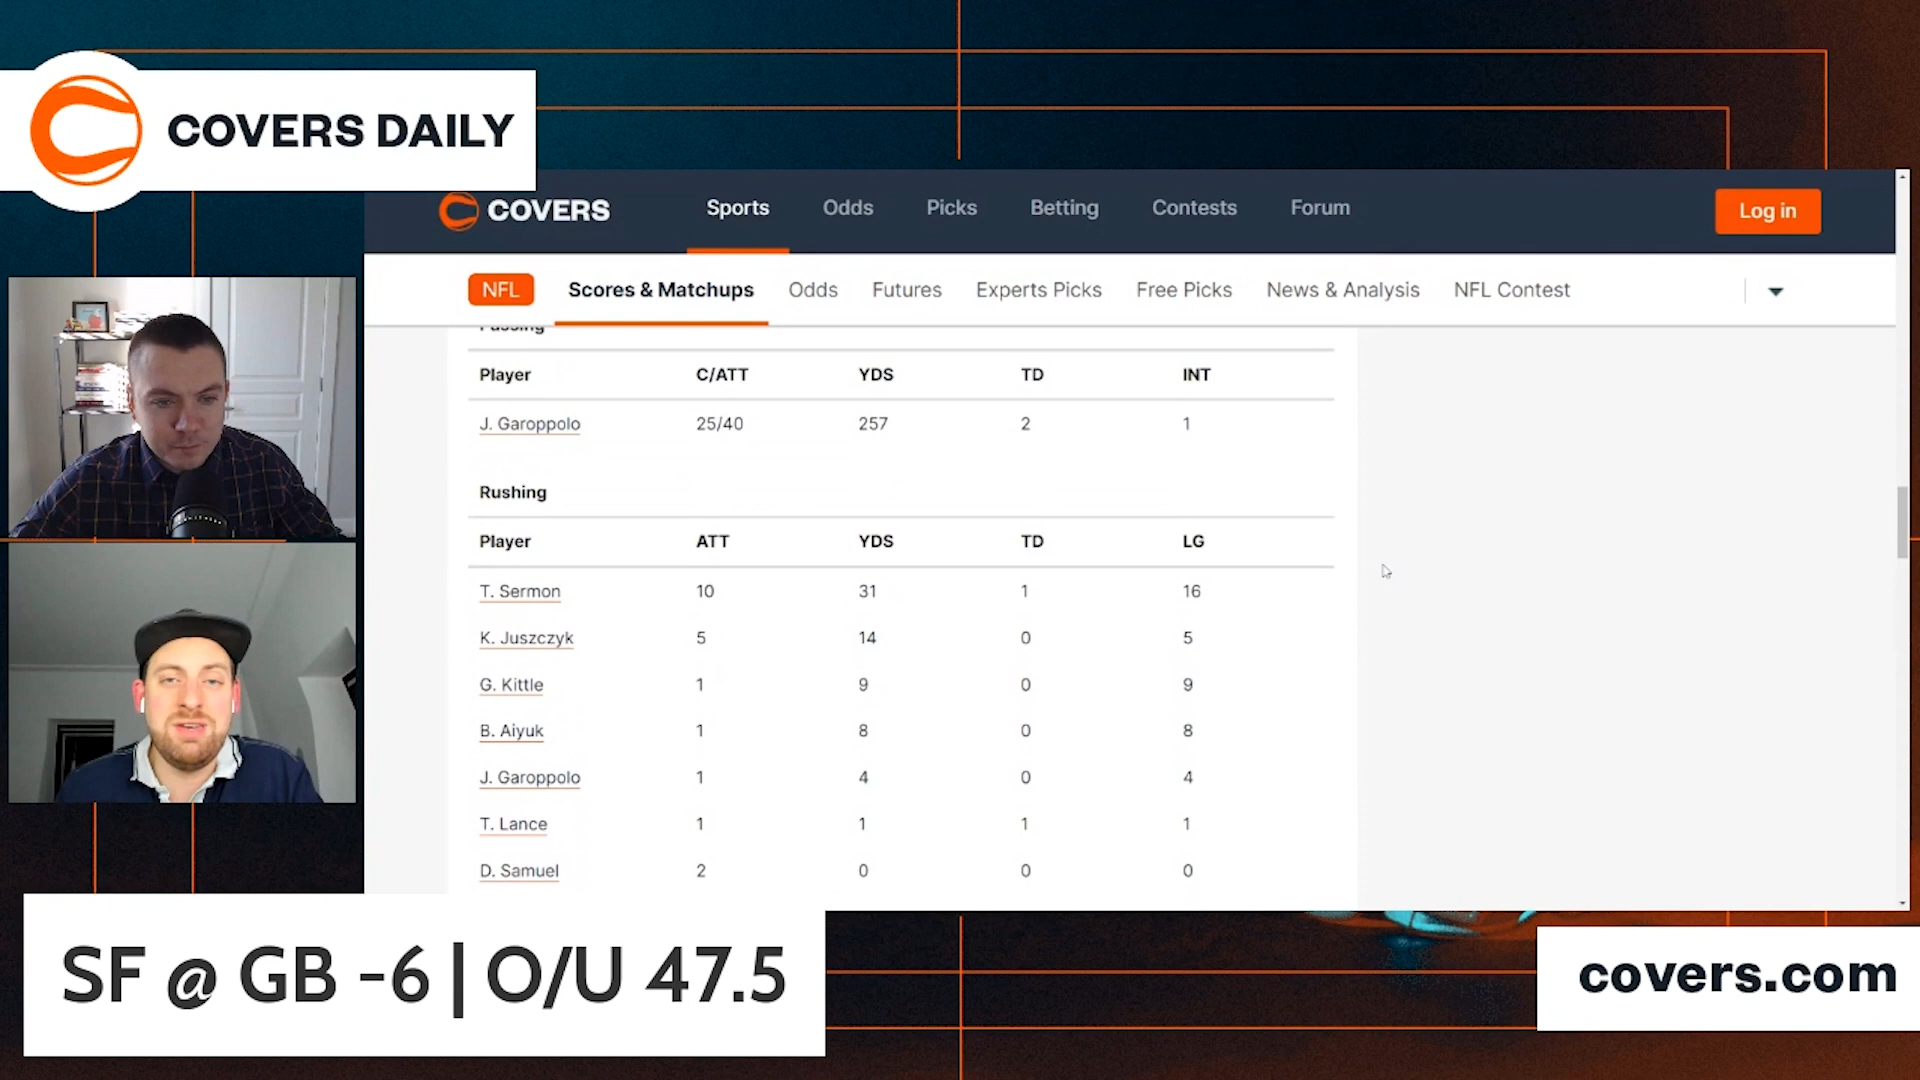 COVERS DAILY
COVERS Sports Odds Picks Betting Contests Forum Log in
NFL Scores & Matchups Odds Futures Experts Picks Free Picks News & Analysis NFL Contest
Passing
Player C/ATT YDS TD INT
J. Garoppolo 25/40 257 2 1
Rushing
Player ATT YDS TD LG
T. Sermon 10 31 1 16
K. Juszczyk 5 14 0 5
G. Kittle 1 9 0 9
B. Aiyuk 1 8 0 8
J. Garoppolo 1 4 0 4
T. Lance 1 1 1 1
D. Samuel 2 0 0 0
SF @ GB -6 | O/U 47.5
covers.com